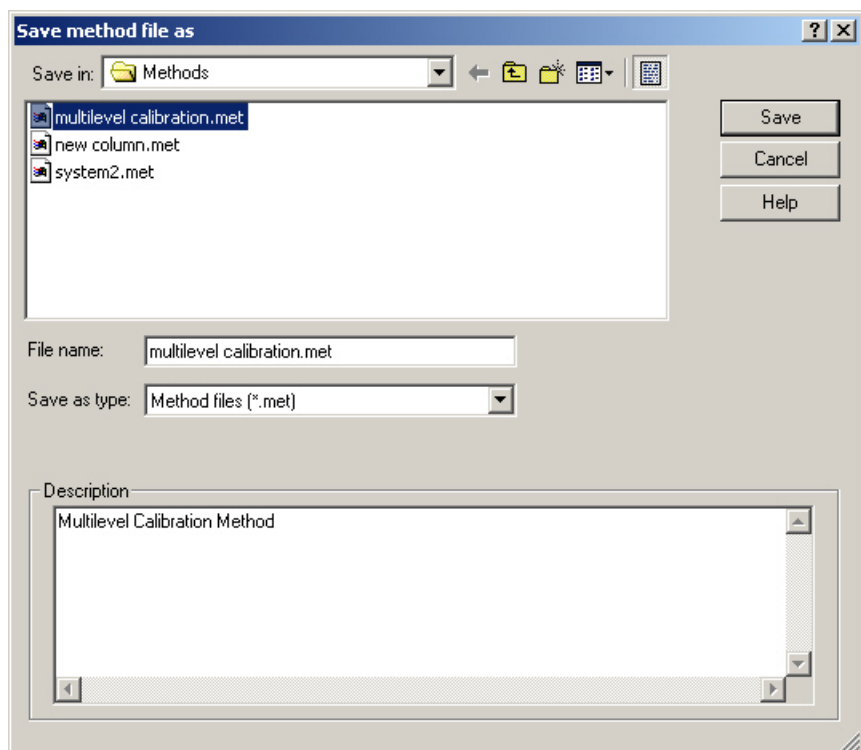 Save method file as
Save in: Methods
multilevel calibration.met
new column.met
system2.met
Save
Cancel
Help
File name: multilevel calibration.met
Save as type: Method files (*.met)
Description
Multilevel Calibration Method